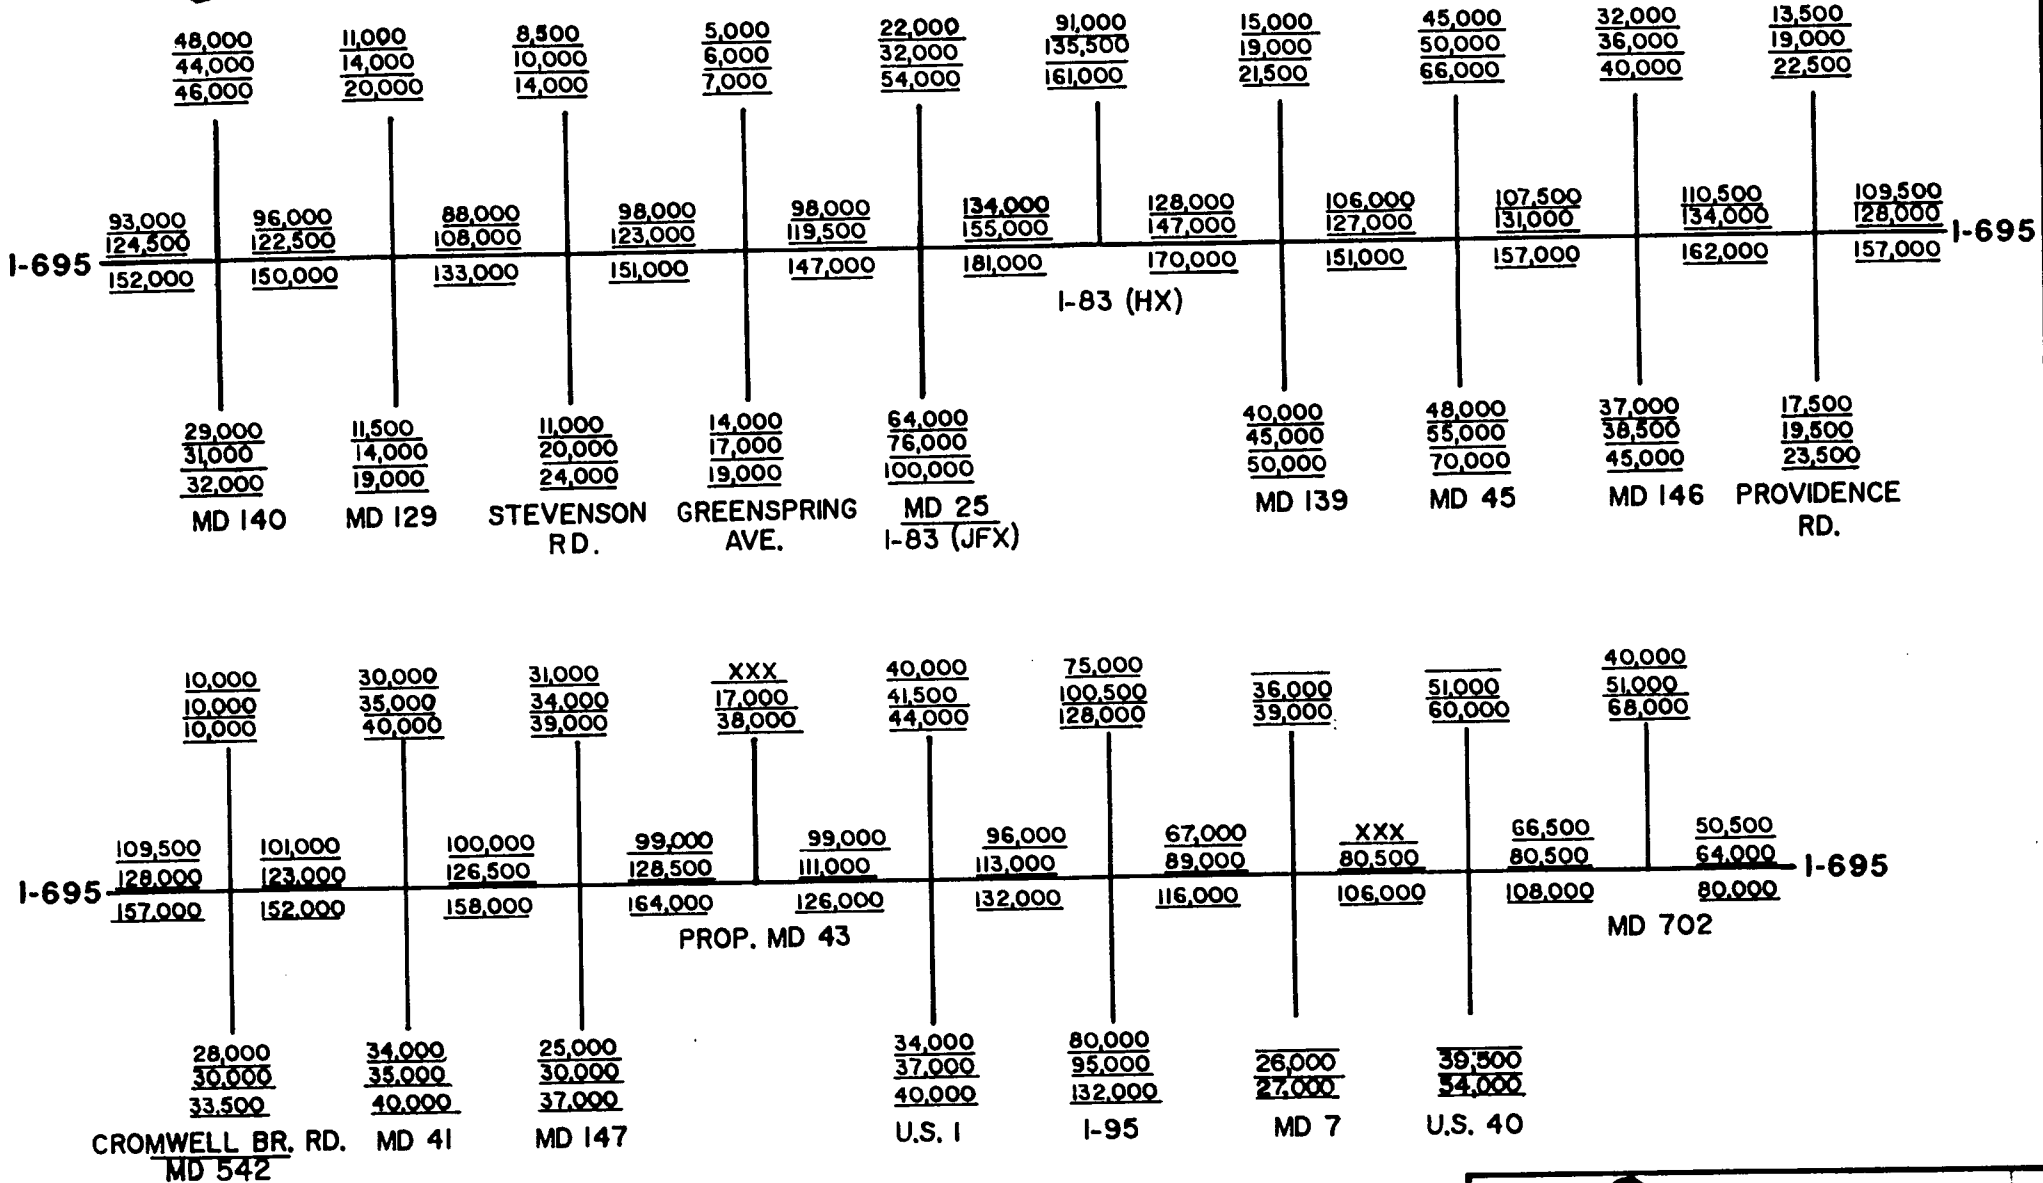 48,000 11,000 8,500 5,000 22,000 91,000 15,000 45,000 32,000 13,500
44,000 14,000 10,000 6,000 32,000 135,500 19,000 50,000 36,000 19,000
46,000 20,000 14,000 7,000 54,000 161,000 21,500 66,000 40,000 22,500
93,000 96,000 88,000 98,000 98,000 134,000 128,000 106,000 107,500 110,500 109,500
124,500 122,500 108,000 123,000 119,500 155,000 147,000 127,000 131,000 134,000 128,000
I-695 I-695
152,000 150,000 133,000 151,000 147,000 181,000 170,000 151,000 157,000 162,000 157,000
I-83 (HX)
29,000 11,500 11,000 14,000 64,000 40,000 48,000 37,000 17,500
31,000 14,000 20,000 17,000 76,000 45,000 55,000 38,500 19,500
32,000 19,000 24,000 19,000 100,000 50,000 70,000 45,000 23,500
MD 140 MD 129 STEVENSON GREENSPRING MD 25 MD 139 MD 45 MD 146 PROVIDENCE
RD. AVE. I-83 (JFX) RD.
10,000 30,000 31,000 XXX 40,000 75,000 40,000
10,000 35,000 34,000 17,000 41,500 100,500 36,000 51,000 51,000
10,000 40,000 39,000 38,000 44,000 128,000 39,000 60,000 68,000
109,500 101,000 100,000 99,000 99,000 96,000 67,000 XXX 66,500 50,500
128,000 123,000 126,500 128,500 111,000 113,000 89,000 80,500 80,500 64,000
I-695 I-695
157,000 152,000 158,000 164,000 126,000 132,000 116,000 106,000 108,000 80,000
PROP. MD 43 MD 702
28,000 34,000 25,000 34,000 80,000
30,000 35,000 30,000 37,000 95,000 26,000 39,500
33,500 40,000 37,000 40,000 132,000 27,000 54,000
CROMWELL BR. RD. MD 41 MD 147 U.S. 1 I-95 MD 7 U.S. 40
MD 542